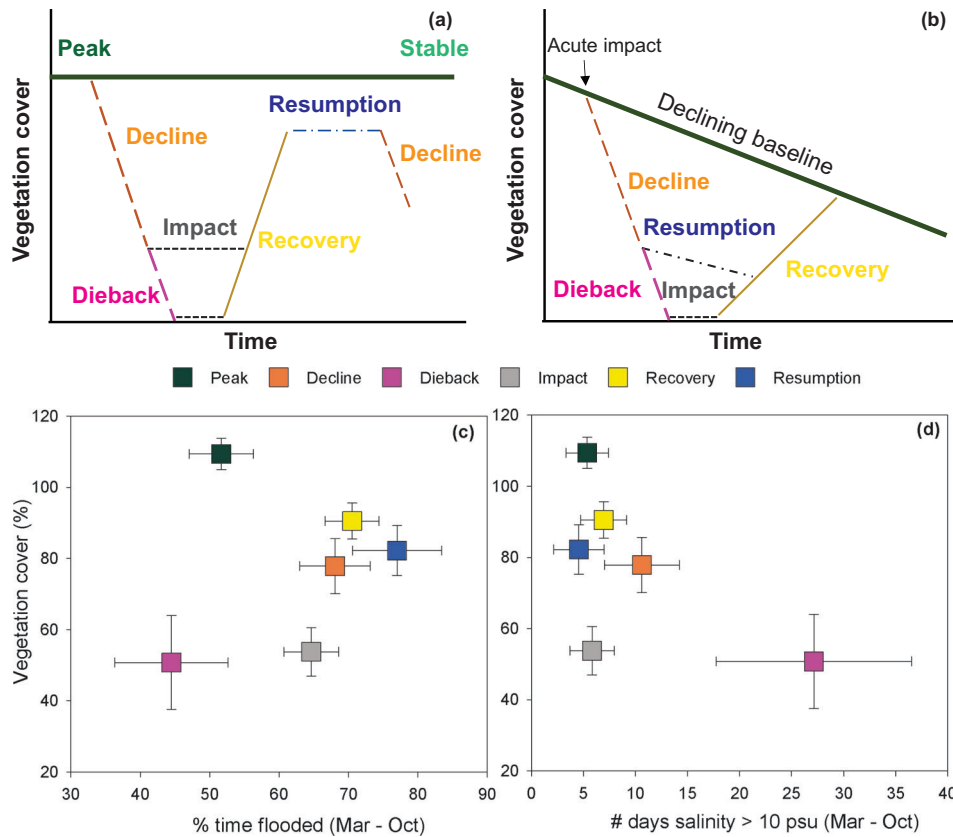 (a)
Peak
Stable
Resumption
Decline
Decline
Impact
Recovery
Dieback
Vegetation cover
Time
(b)
Acute impact
Declining baseline
Decline
Resumption
Recovery
Impact
Dieback
Vegetation cover
Time
Peak Decline Dieback Impact Recovery Resumption
(c)
120
100
80
60
40
20
Vegetation cover (%)
30 40 50 60 70 80 90
% time flooded (Mar - Oct)
(d)
120
100
80
60
40
20
0 5 10 15 20 25 30 35 40
# days salinity > 10 psu (Mar - Oct)